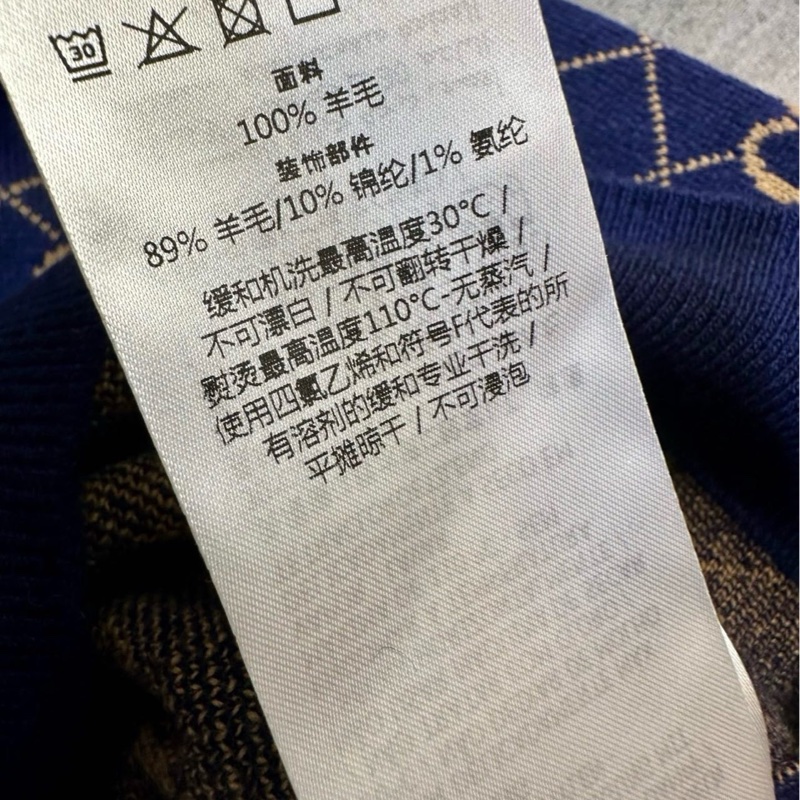 30
面料
100% 羊毛
装饰部件
89% 羊毛/10% 锦纶/1% 氨纶
缓和机洗最高温度30°C /
不可漂白 / 不可翻转干燥 /
熨烫最高温度110°C-无蒸汽 /
使用四氯乙烯和符号F代表的所
有溶剂的缓和专业干洗 /
平摊晾干 / 不可浸泡